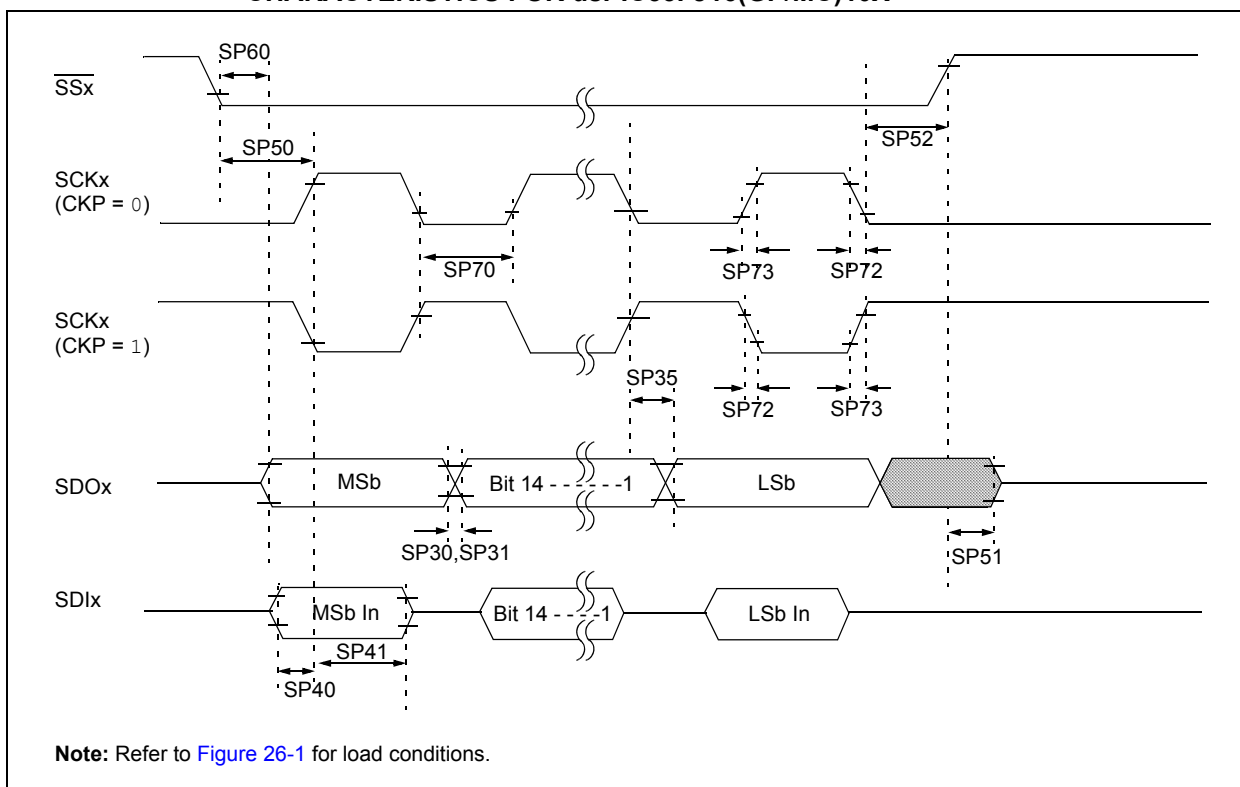 SP60
SSx
SP50
SP52
SCKx
(CKP = 0)
SP70
SP73
SP72
SCKx
(CKP = 1)
SP35
SP72
SP73
SDOx
MSb
Bit 14 - - - - - -1
LSb
SP30,SP31
SP51
SDIx
MSb In
Bit 14 - - - -1
LSb In
SP41
SP40
Note: Refer to Figure 26-1 for load conditions.